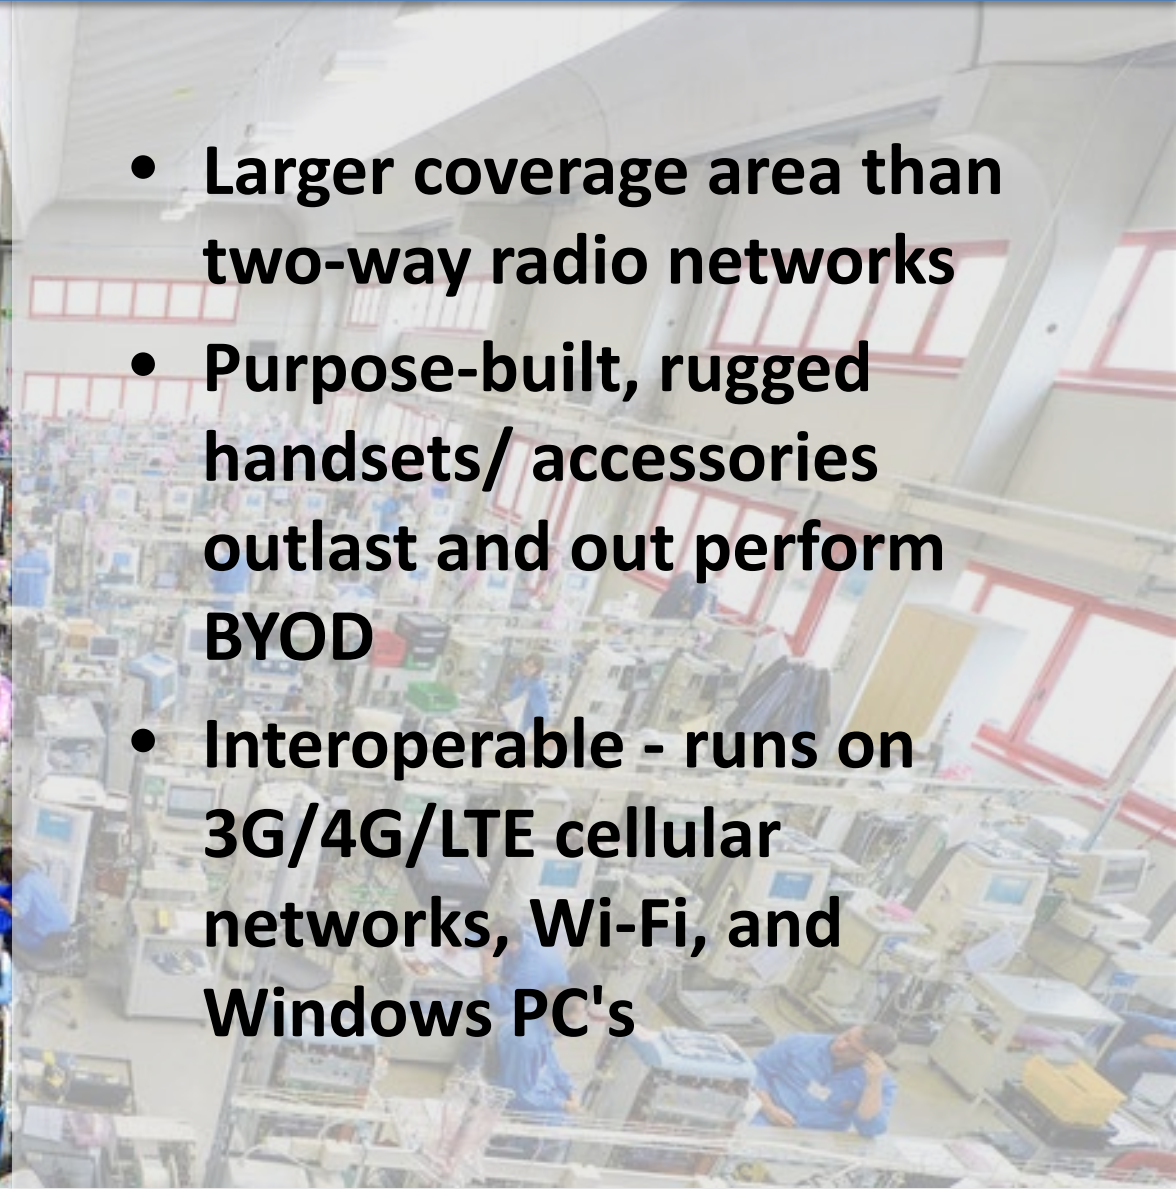 • Larger coverage area than
two-way radio networks
• Purpose-built, rugged
handsets/ accessories
outlast and out perform
BYOD
• Interoperable - runs on
3G/4G/LTE cellular
networks, Wi-Fi, and
Windows PC's